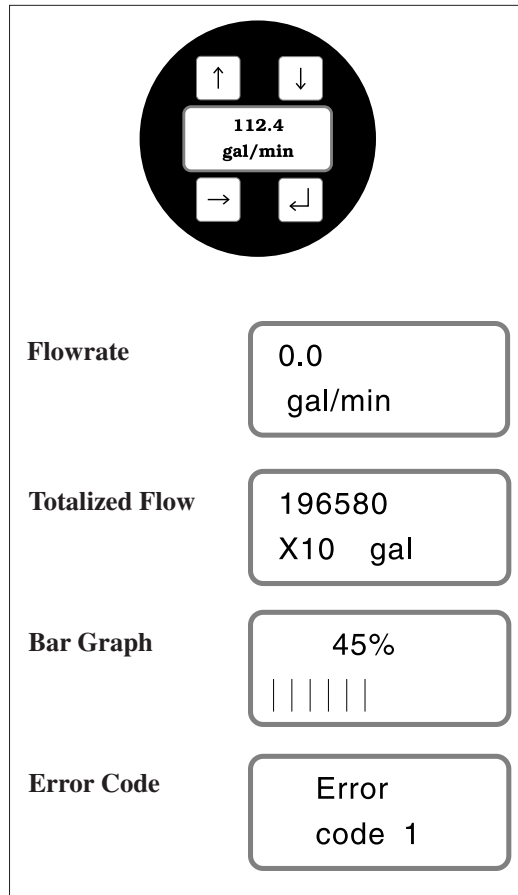 ↑ ↓
112.4
gal/min
→ ↵
Flowrate
0.0
gal/min
Totalized Flow
196580
X10 gal
Bar Graph
45%
||||||
Error Code
Error
code 1